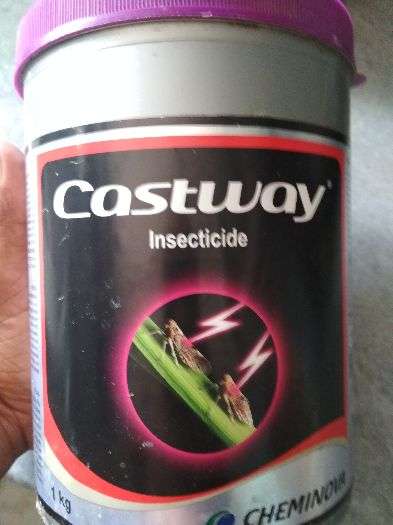 Castway®
Insecticide
1 kg
CHEMINOVA